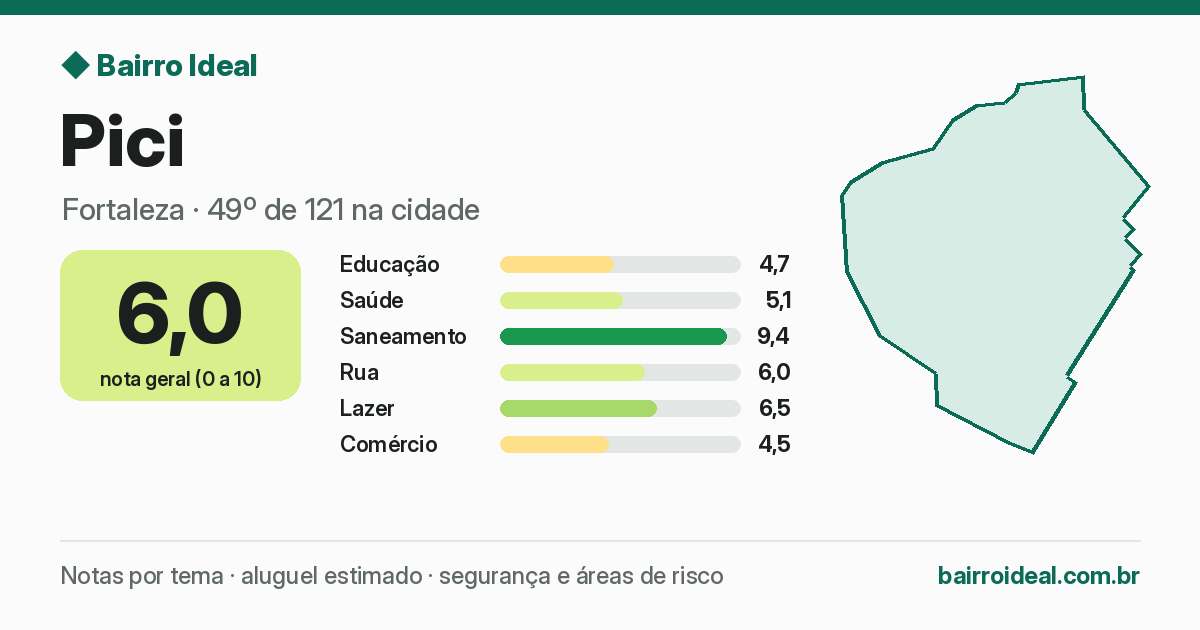 Bairro Ideal
Pici
Fortaleza · 49º de 121 na cidade
6,0
nota geral (0 a 10)
Educação 4,7
Saúde 5,1
Saneamento 9,4
Rua 6,0
Lazer 6,5
Comércio 4,5
Notas por tema · aluguel estimado · segurança e áreas de risco
bairroideal.com.br